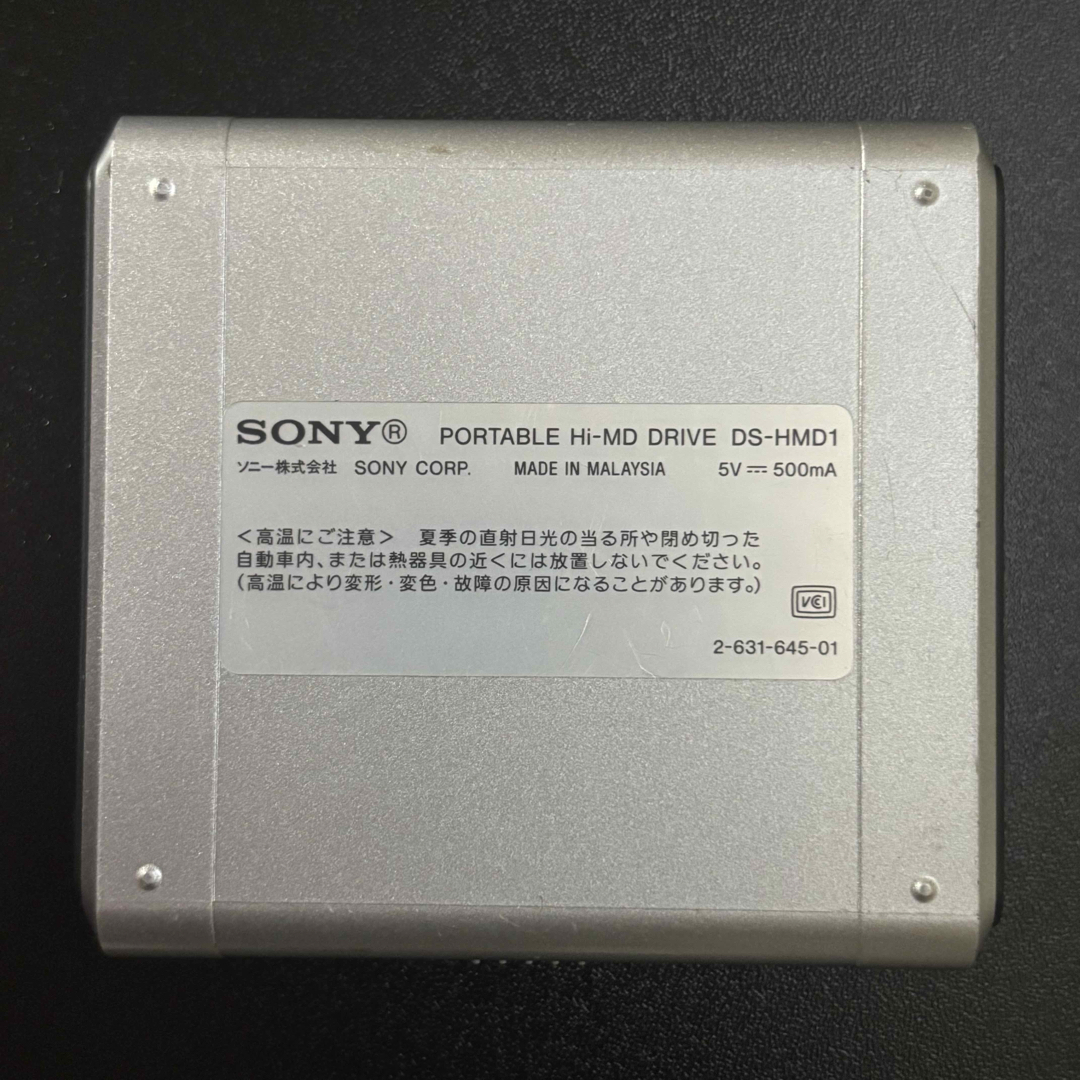 SONY® PORTABLE Hi-MD DRIVE DS-HMD1
ソニー株式会社 SONY CORP. MADE IN MALAYSIA 5V⎓500mA
<高温にご注意> 夏季の直射日光の当る所や閉め切った
自動車内、または熱器具の近くには放置しないでください。
(高温により変形・変色・故障の原因になることがあります。)
VCI
2-631-645-01